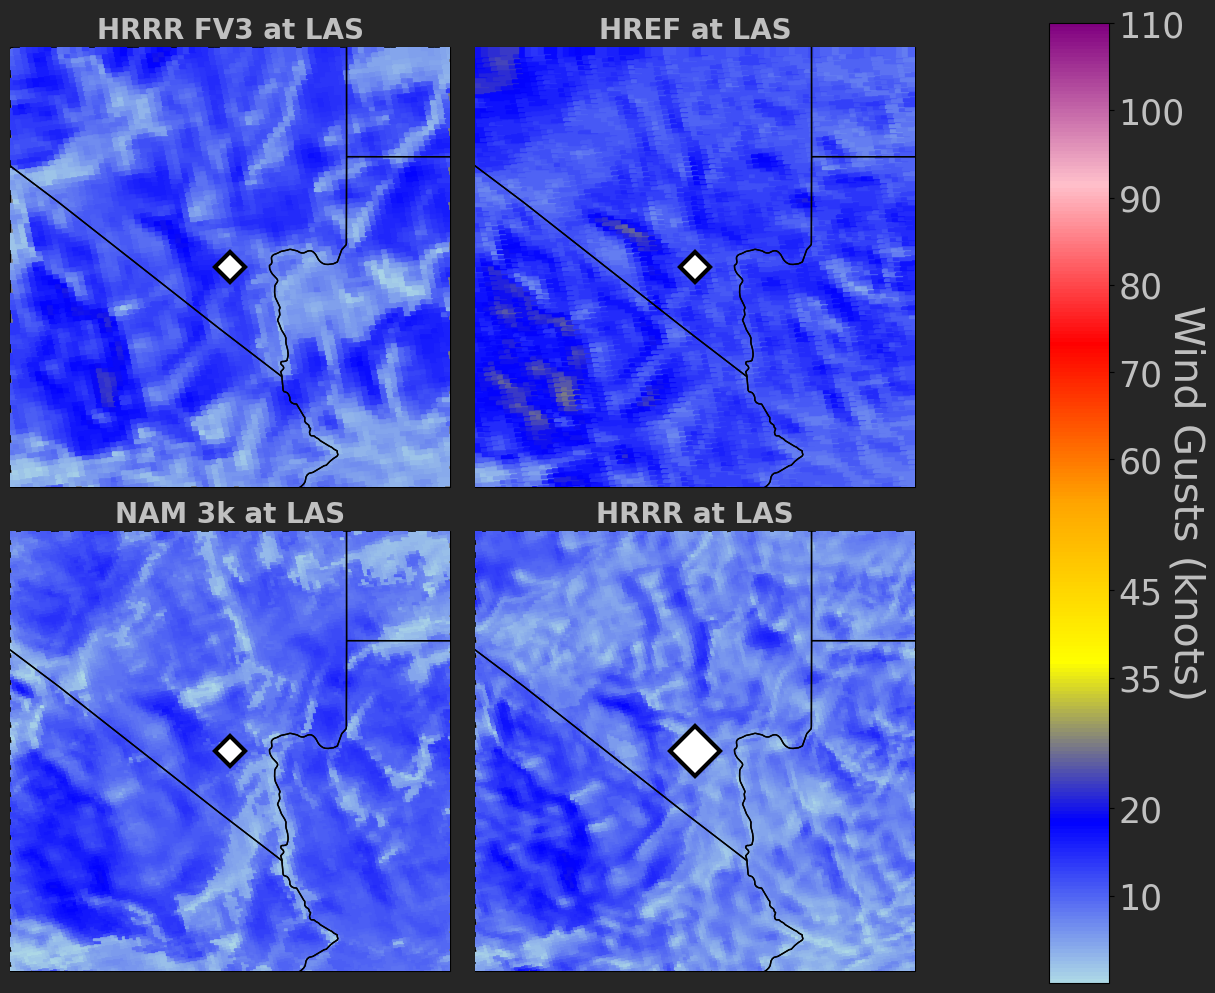 HRRR FV3 at LAS
HREF at LAS
NAM 3k at LAS
HRRR at LAS
110
100
90
80
70
60
45
35
20
10
Wind Gusts (knots)